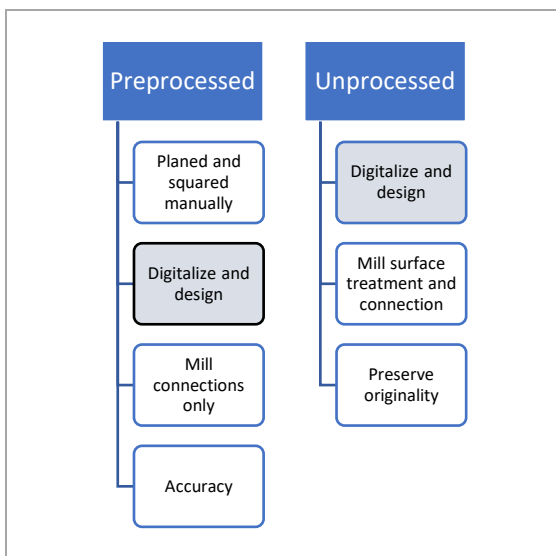 Preprocessed
Planed and
squared
manually
Digitalize and
design
Mill
connections
only
Accuracy
Unprocessed
Digitalize and
design
Mill surface
treatment and
connection
Preserve
originality